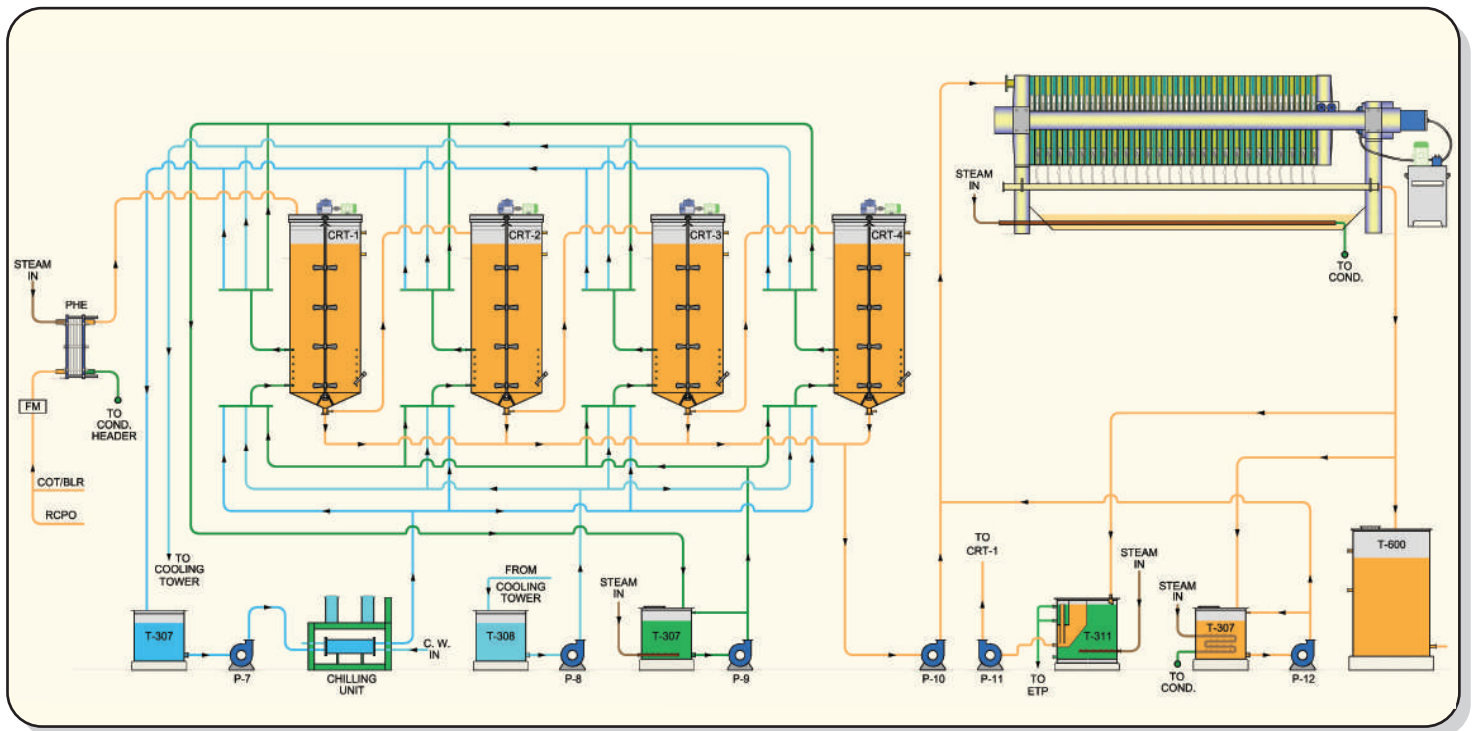 STEAM
IN
PHE
FM
TO
COND.
HEADER
COT/BLR
RCPO
CRT-1
CRT-2
CRT-3
CRT-4
STEAM
IN
TO
COND.
TO
COOLING
TOWER
T-307
P-7
CHILLING
UNIT
C. W.
IN
FROM
COOLING
TOWER
T-308
P-8
STEAM
IN
T-307
P-9
P-10
TO
CRT-1
P-11
TO
ETP
T-311
STEAM
IN
STEAM
IN
T-307
TO
COND.
P-12
T-600